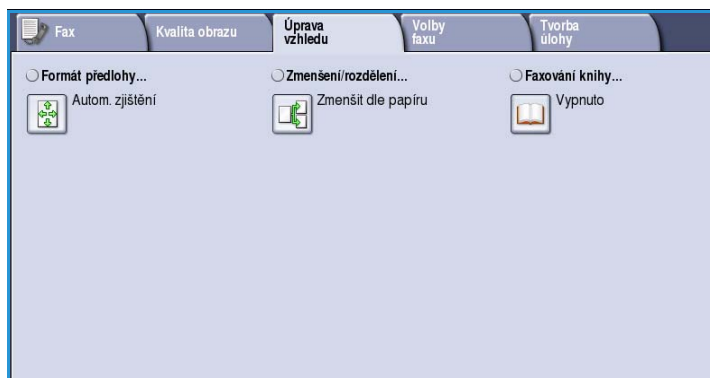 Fax
Kvalita obrazu
Úprava
vzhledu
Volby
faxu
Tvorba
úlohy
Formát předlohy...
Zmenšení/rozdělení...
Faxování knihy...
Autom. zjištění
Zmenšit dle papíru
Vypnuto